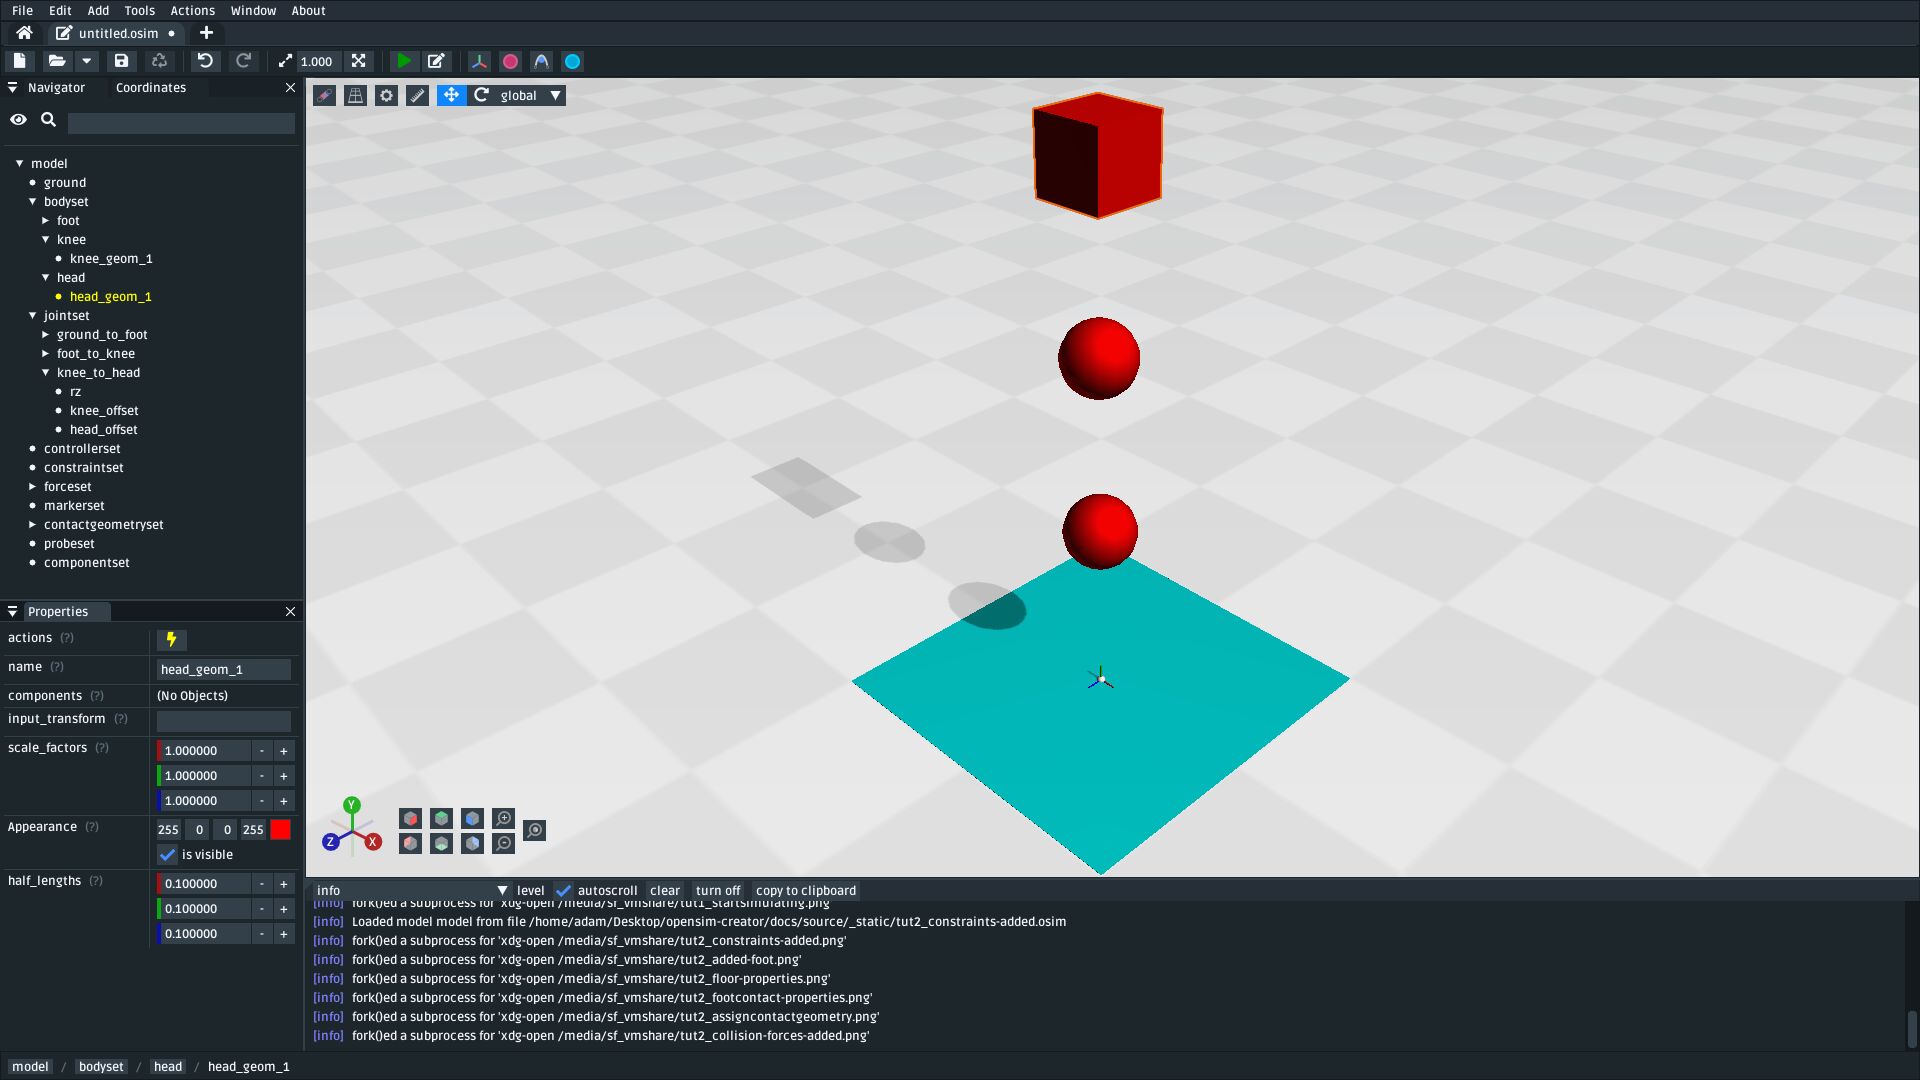 File Edit Add Tools Actions Window About
untitled.osim
1.000
Navigator Coordinates
global
model
ground
bodyset
foot
knee
knee_geom_1
head
head_geom_1
jointset
ground_to_foot
foot_to_knee
knee_to_head
rz
knee_offset
head_offset
controllerset
constraintset
forceset
markerset
contactgeometryset
probeset
componentset
Properties
actions (?)
name (?) head_geom_1
components (?) (No Objects)
input_transform (?)
scale_factors (?) 1.000000 - +
1.000000 - +
1.000000 - +
Appearance (?) 255 0 0 255
is visible
half_lengths (?) 0.100000 - +
0.100000 - +
0.100000 - +
Y
Z X
info level autoscroll clear turn off copy to clipboard
[info] fork()ed a subprocess for 'xdg-open /media/sf_vmshare/tut1_startsimulating.png'
[info] Loaded model model from file /home/adam/Desktop/opensim-creator/docs/source/_static/tut2_constraints-added.osim
[info] fork()ed a subprocess for 'xdg-open /media/sf_vmshare/tut2_constraints-added.png'
[info] fork()ed a subprocess for 'xdg-open /media/sf_vmshare/tut2_added-foot.png'
[info] fork()ed a subprocess for 'xdg-open /media/sf_vmshare/tut2_floor-properties.png'
[info] fork()ed a subprocess for 'xdg-open /media/sf_vmshare/tut2_footcontact-properties.png'
[info] fork()ed a subprocess for 'xdg-open /media/sf_vmshare/tut2_assigncontactgeometry.png'
[info] fork()ed a subprocess for 'xdg-open /media/sf_vmshare/tut2_collision-forces-added.png'
model / bodyset / head / head_geom_1